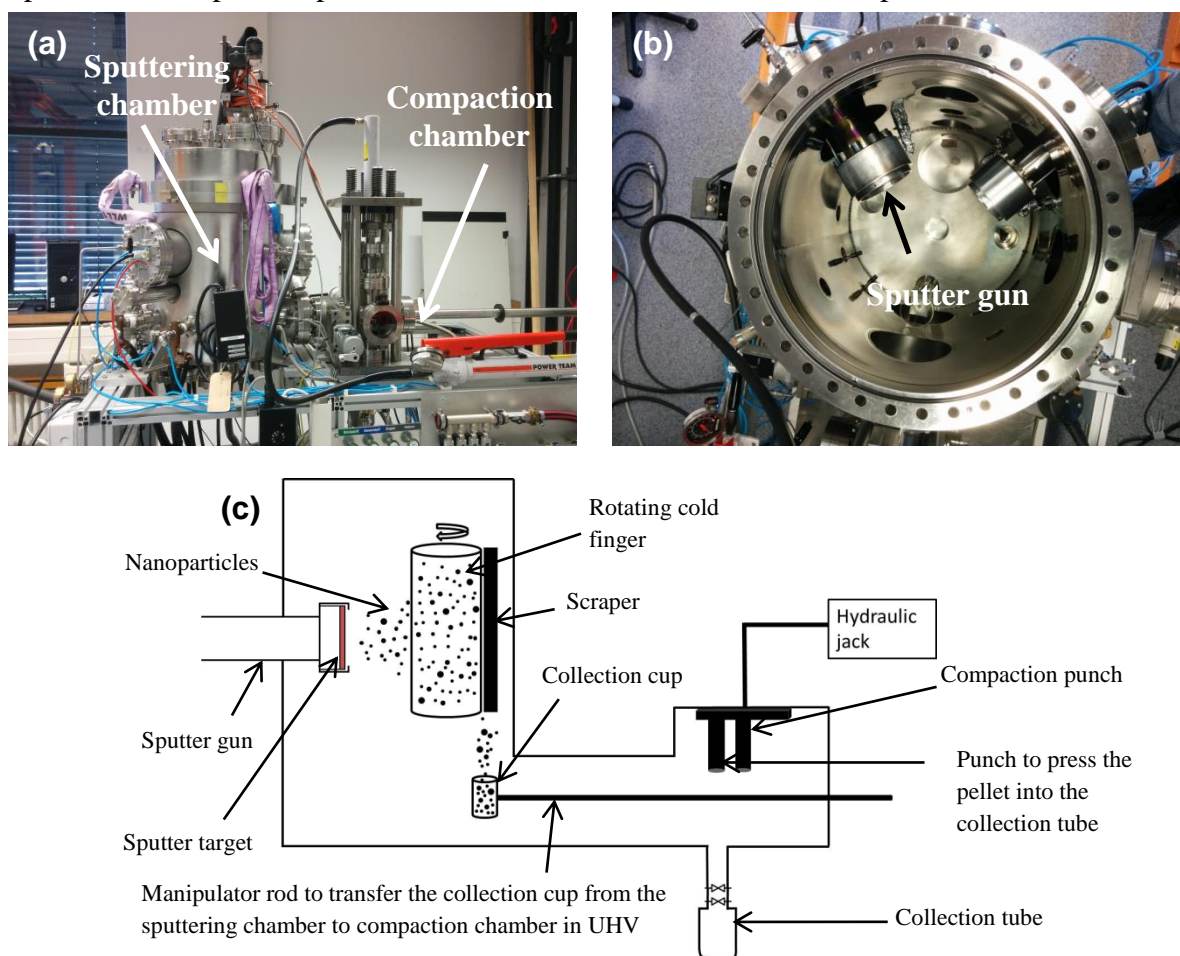 (a)
Sputtering
chamber
Compaction
chamber
POWER TEAM
(b)
Sputter gun
(c)
Rotating cold
finger
Nanoparticles
Scraper
Hydraulic
jack
Collection cup
Compaction punch
Sputter gun
Punch to press the
pellet into the
collection tube
Sputter target
Manipulator rod to transfer the collection cup from the
sputtering chamber to compaction chamber in UHV
Collection tube